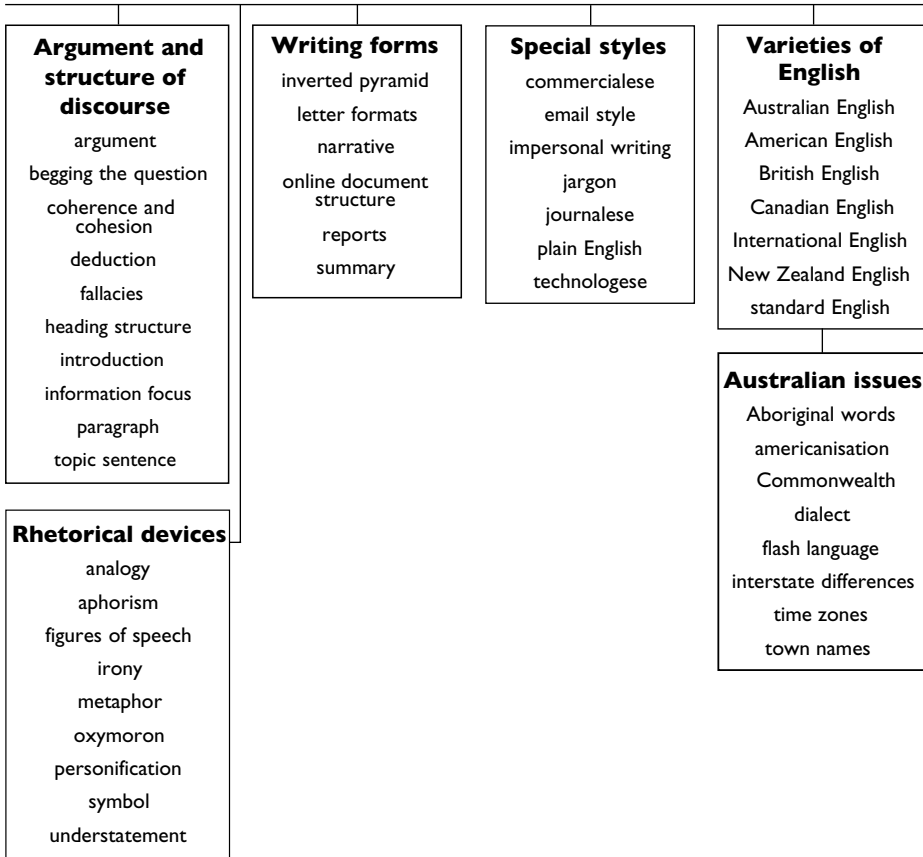 Argument and
structure of
discourse
argument
begging the question
coherence and
cohesion
deduction
fallacies
heading structure
introduction
information focus
paragraph
topic sentence
Rhetorical devices
analogy
aphorism
figures of speech
irony
metaphor
oxymoron
personification
symbol
understatement
Writing forms
inverted pyramid
letter formats
narrative
online document
structure
reports
summary
Special styles
commercialese
email style
impersonal writing
jargon
journalese
plain English
technologese
Varieties of
English
Australian English
American English
British English
Canadian English
International English
New Zealand English
standard English
Australian issues
Aboriginal words
americanisation
Commonwealth
dialect
flash language
interstate differences
time zones
town names